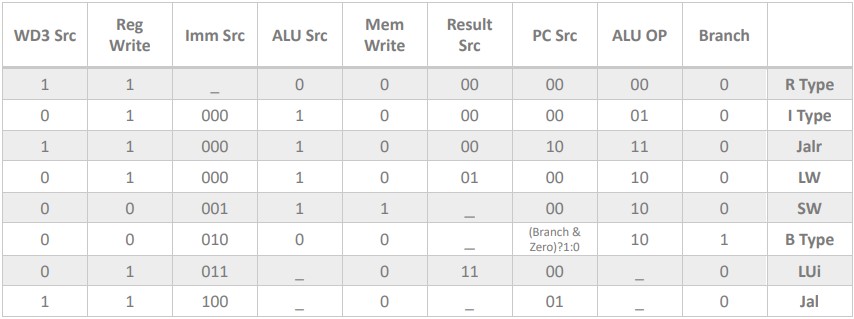 WD3 Src Reg Write Imm Src ALU Src Mem Write Result Src PC Src ALU OP Branch
1 1 _ 0 0 00 00 00 0 R Type
0 1 000 1 0 00 00 01 0 I Type
1 1 000 1 0 00 10 11 0 Jalr
0 1 000 1 0 01 00 10 0 LW
0 0 001 1 1 _ 00 10 0 SW
0 0 010 0 0 _ (Branch & Zero)?1:0 10 1 B Type
0 1 011 _ 0 11 00 _ 0 LUi
1 1 100 _ 0 _ 01 _ 0 Jal